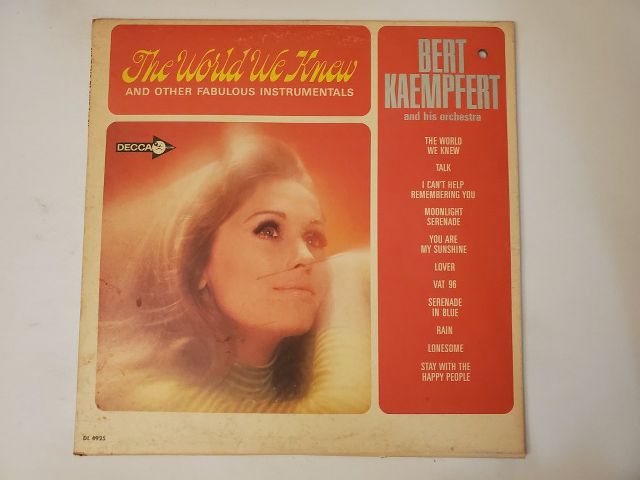 The World We Knew
AND OTHER FABULOUS INSTRUMENTALS
DECCA
BERT
KAEMPFERT
and his orchestra
THE WORLD
WE KNEW
TALK
I CAN'T HELP
REMEMBERING YOU
MOONLIGHT
SERENADE
YOU ARE
MY SUNSHINE
LOVER
VAT 96
SERENADE
IN BLUE
RAIN
LONESOME
STAY WITH THE
HAPPY PEOPLE
DL 4925